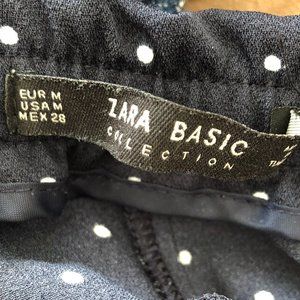 EUR M
USA M
MEX 28
ZARA BASIC
COLLECTION